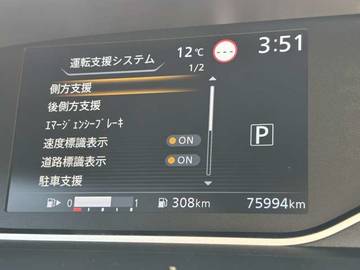 運転支援システム 12℃ 3:51
1/2
側方支援
後側方支援
ｴﾏｰｼﾞｪﾝｼｰﾌﾞﾚｰｷ
速度標識表示 ON
道路標識表示 ON
駐車支援
P
0 1 308km 75994km